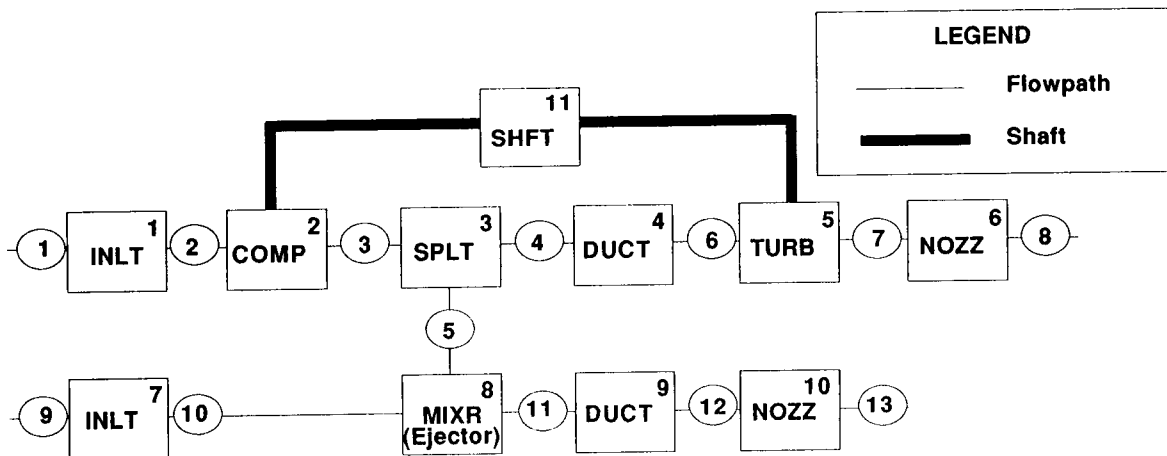 LEGEND
Flowpath
Shaft
11
SHFT
1 INLT 1 2 COMP 2 3 SPLT 3 4 DUCT 4 6 TURB 5 7 NOZZ 6 8
5
9 INLT 7 10 MIXR (Ejector) 8 11 DUCT 9 12 NOZZ 10 13